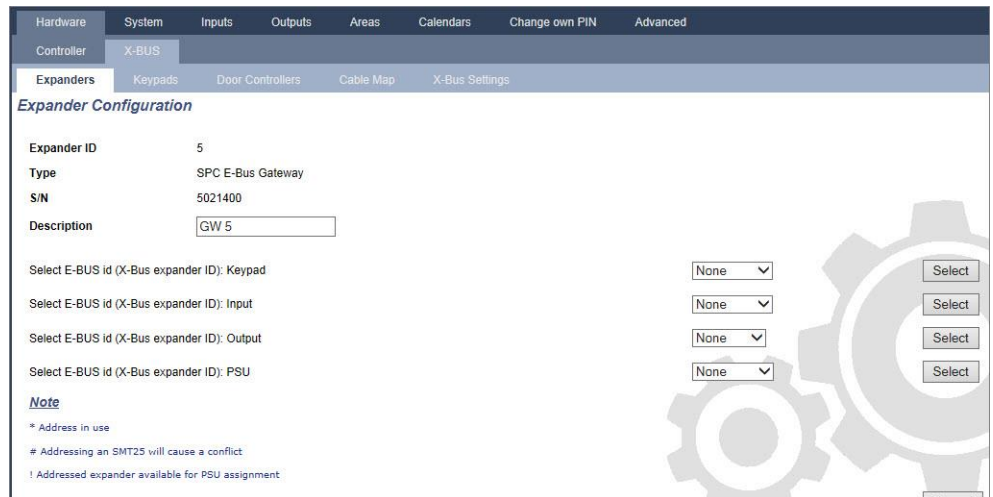 Hardware System Inputs Outputs Areas Calendars Change own PIN Advanced
Controller X-BUS
Expanders Keypads Door Controllers Cable Map X-Bus Settings
Expander Configuration
Expander ID 5
Type SPC E-Bus Gateway
S/N 5021400
Description GW 5
Select E-BUS id (X-Bus expander ID): Keypad None Select
Select E-BUS id (X-Bus expander ID): Input None Select
Select E-BUS id (X-Bus expander ID): Output None Select
Select E-BUS id (X-Bus expander ID): PSU None Select
Note
* Address in use
# Addressing an SMT25 will cause a conflict
! Addressed expander available for PSU assignment